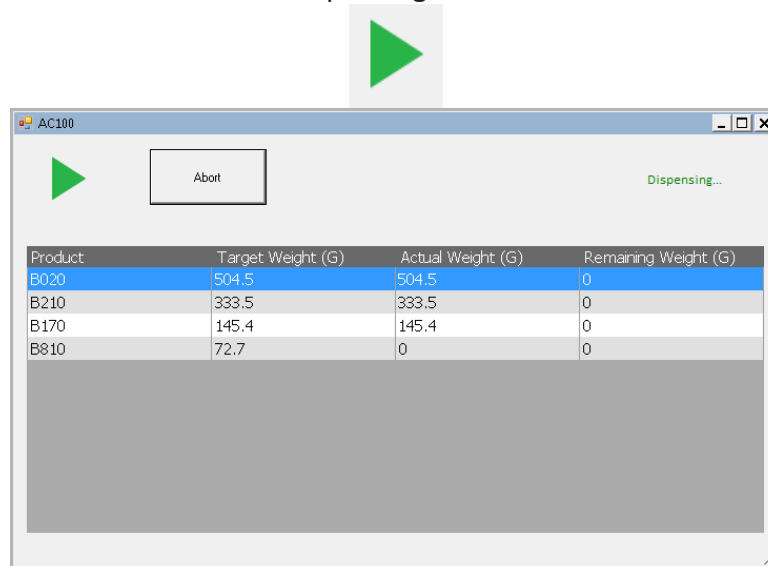 AC100
Abort
Dispensing...
Product Target Weight (G) Actual Weight (G) Remaining Weight (G)
B020 504.5 504.5 0
B210 333.5 333.5 0
B170 145.4 145.4 0
B810 72.7 0 0